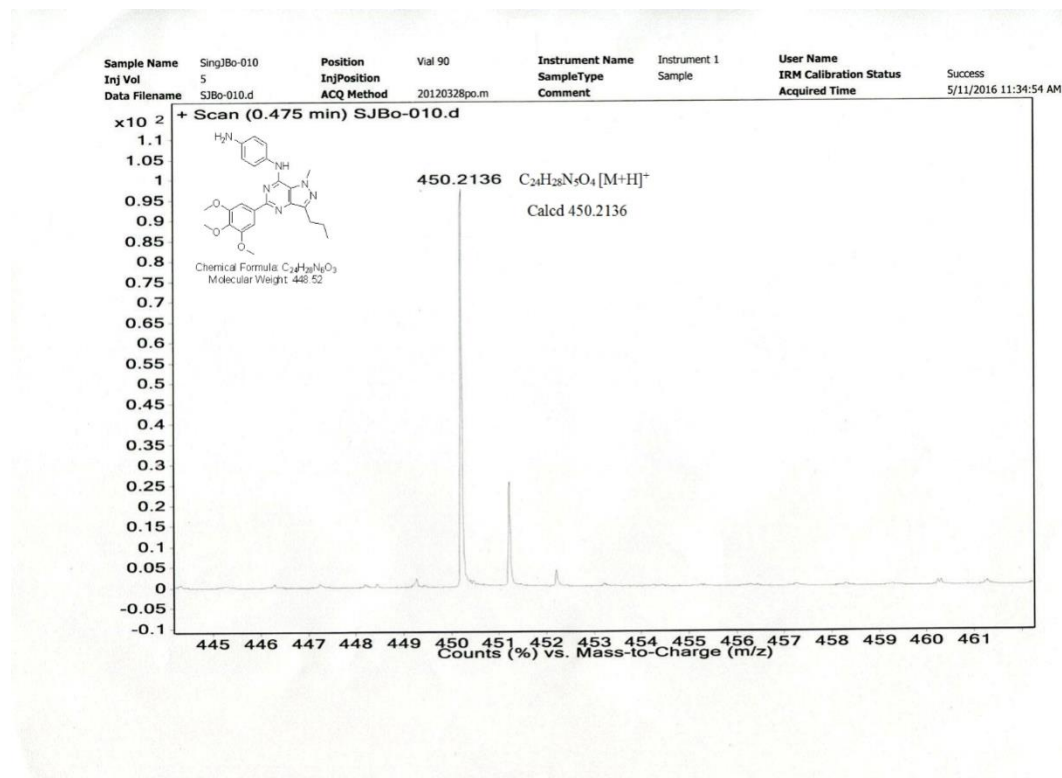 Sample Name SingJBo-010 Position Vial 90 Instrument Name Instrument 1 User Name
Inj Vol 5 InjPosition SampleType Sample IRM Calibration Status Success
Data Filename SJBo-010.d ACQ Method 20120328po.m Comment Acquired Time 5/11/2016 11:34:54 AM
x10 2 + Scan (0.475 min) SJBo-010.d
1.1
1.05
1
0.95
0.9
0.85
0.8
0.75
0.7
0.65
0.6
0.55
0.5
0.45
0.4
0.35
0.3
0.25
0.2
0.15
0.1
0.05
0
-0.05
-0.1
H₂N
NH
N
N
N
N
O
O
O
Chemical Formula: C₂₄H₂₈N₆O₃
Molecular Weight: 448.52
450.2136 C₂₄H₂₈N₅O₄ [M+H]⁺
Calcd 450.2136
445 446 447 448 449 450 451 452 453 454 455 456 457 458 459 460 461
Counts (%) vs. Mass-to-Charge (m/z)